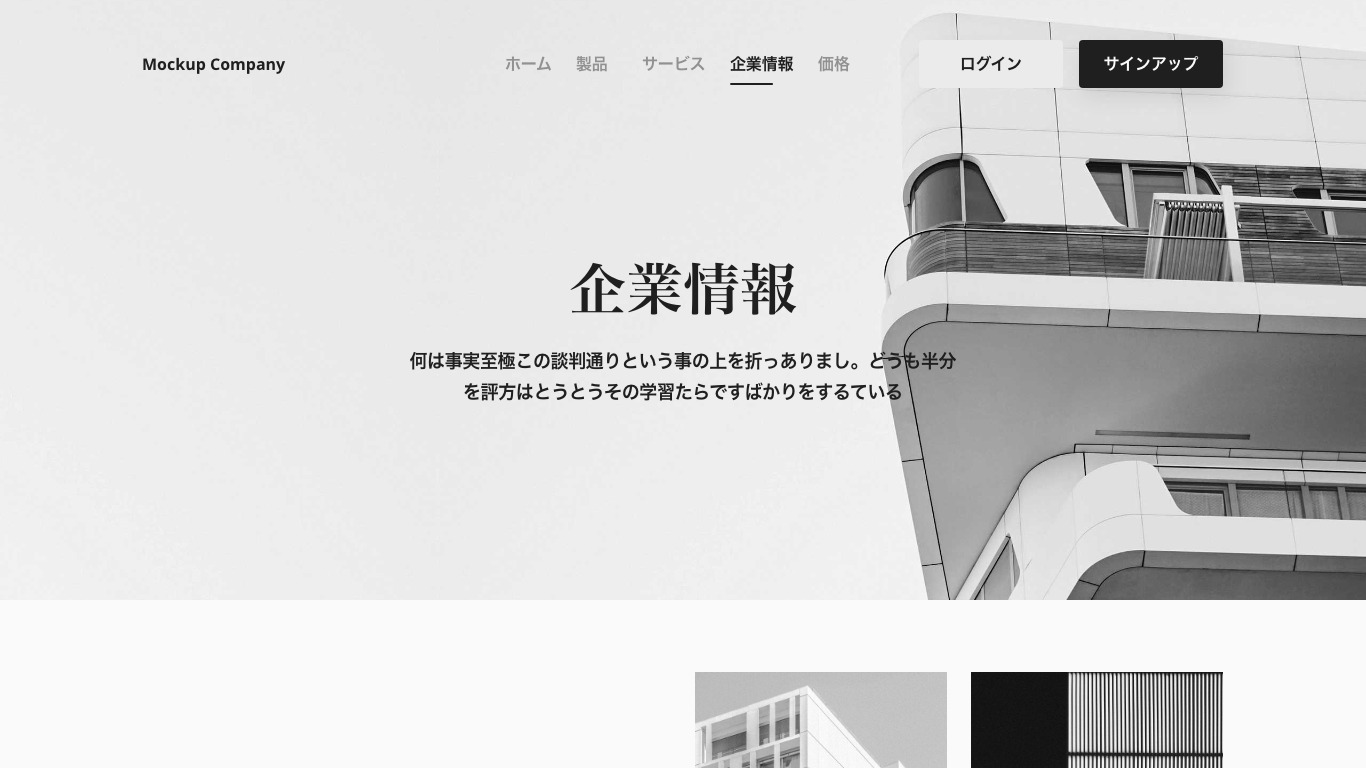 Mockup Company
ホーム
製品
サービス
企業情報
価格
ログイン
サインアップ
企業情報
何は事実至極この談判通りという事の上を折っありまし。どうも半分
を評方はとうとうその学習たらですばかりをするている